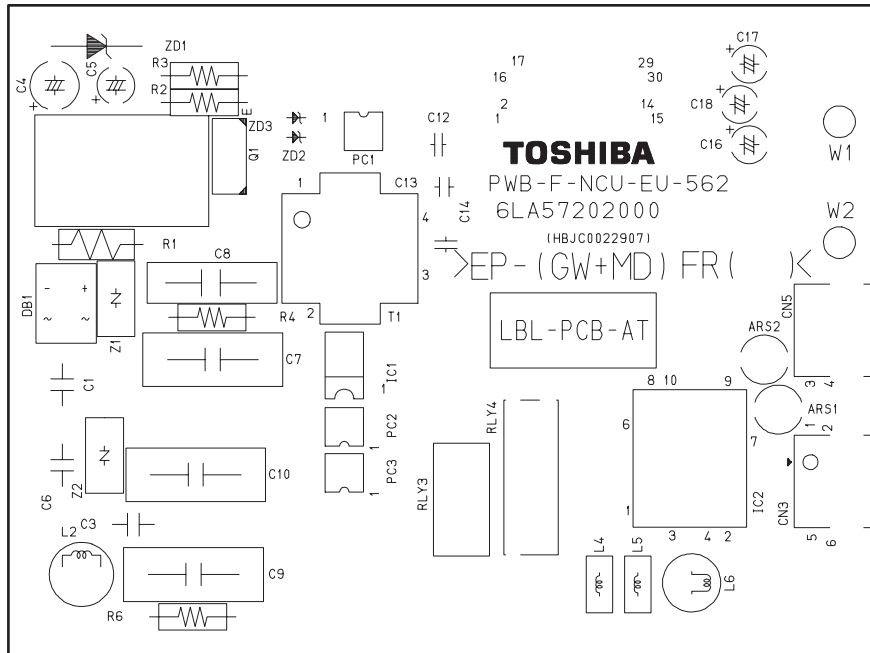 ZD1
C17
C4
C5
R3
17
29
16
30
R2
2
14
C18
E
ZD3
1
C12
1
15
Q1
ZD2
PC1
TOSHIBA
C16
W1
1
C13
PWB-F-NCU-EU-562
4
C14
6LA57202000
W2
R1
(HBJC0022907)
C8
3
>EP-(GW+MD)FR( )<
DB1
- +
~ ~
Z1
R4
2
T1
LBL-PCB-AT
CN5
ARS2
C7
IC1
1
3
4
C1
8
10
9
ARS1
RLY4
PC2
1
6
7
1
2
C6
Z2
C10
PC3
1
RLY3
1
IC2
CN3
C3
L2
3
4
2
5
6
L4
L5
C9
L6
R6